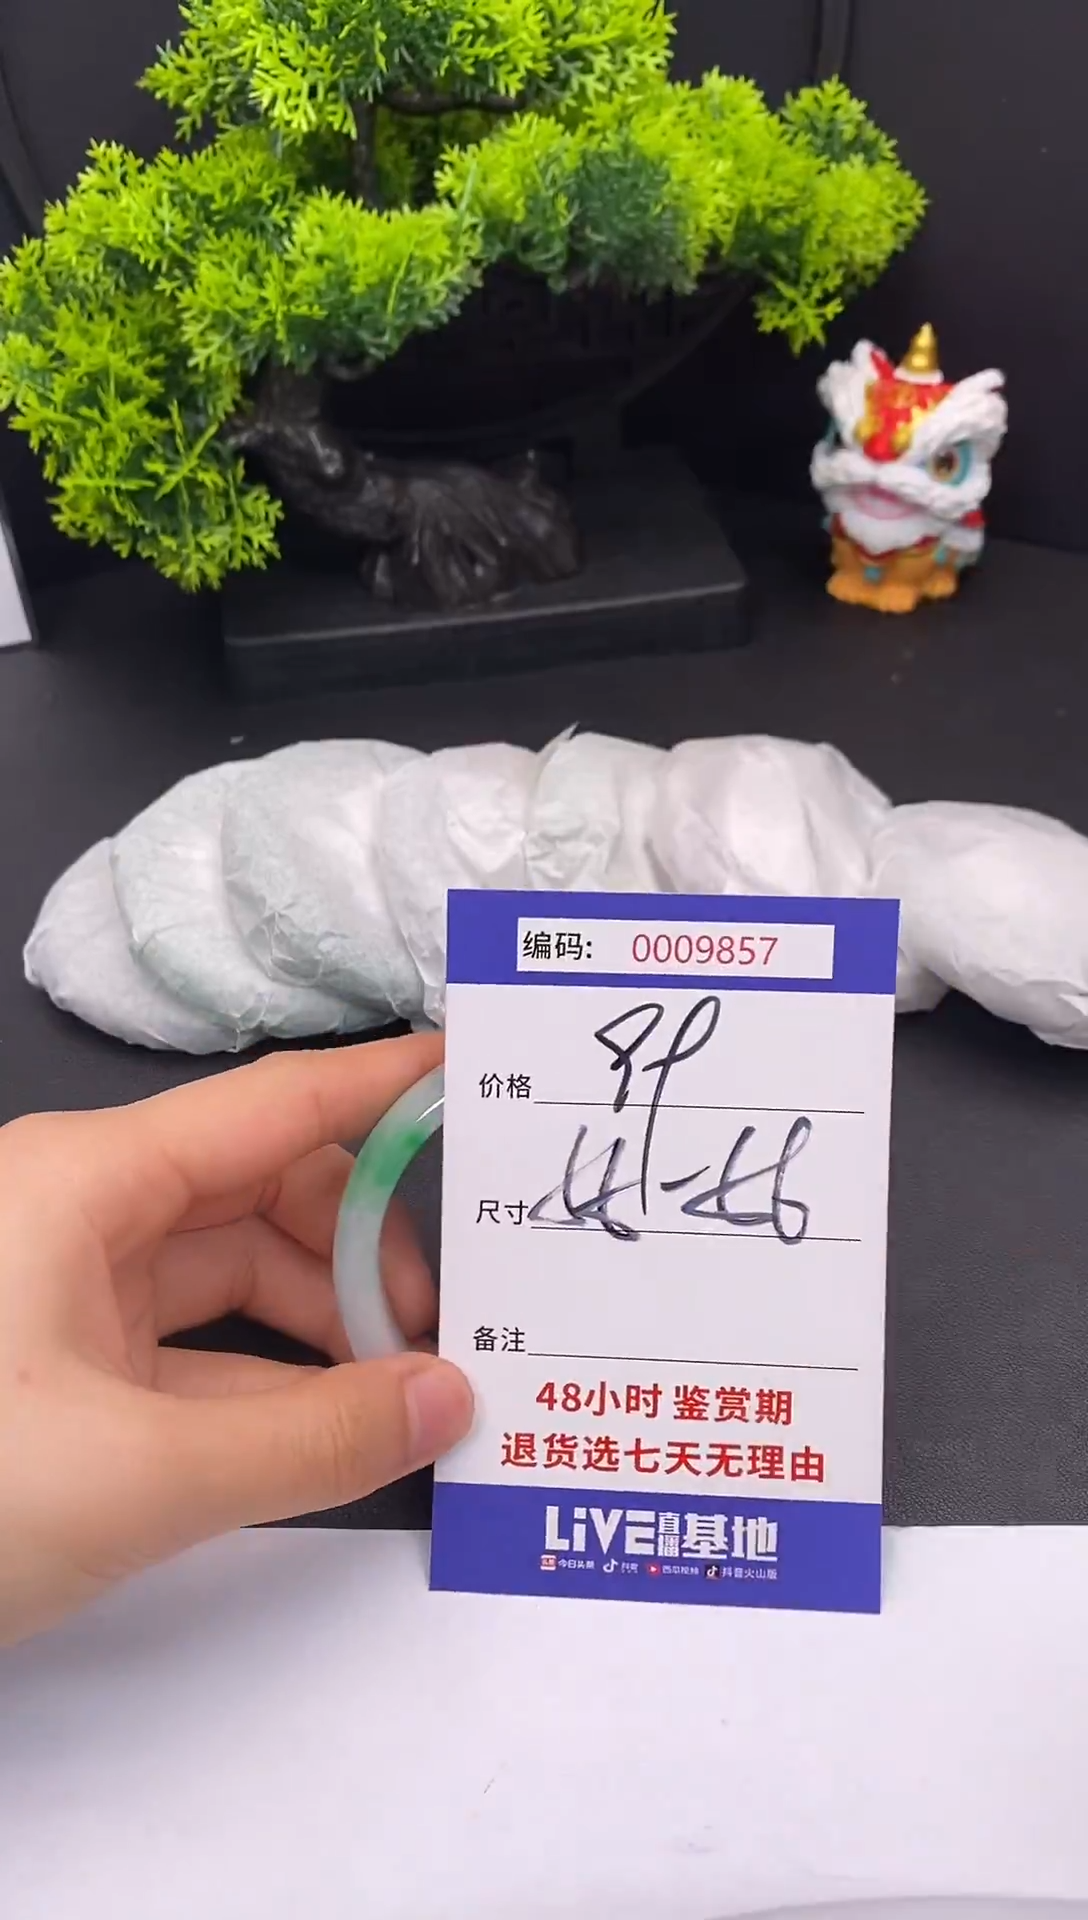 编码: 0009857
价格
尺寸
备注
48小时 鉴赏期
退货选七天无理由
LiVE直播基地
今日头条 抖音 西瓜视频 抖音火山版